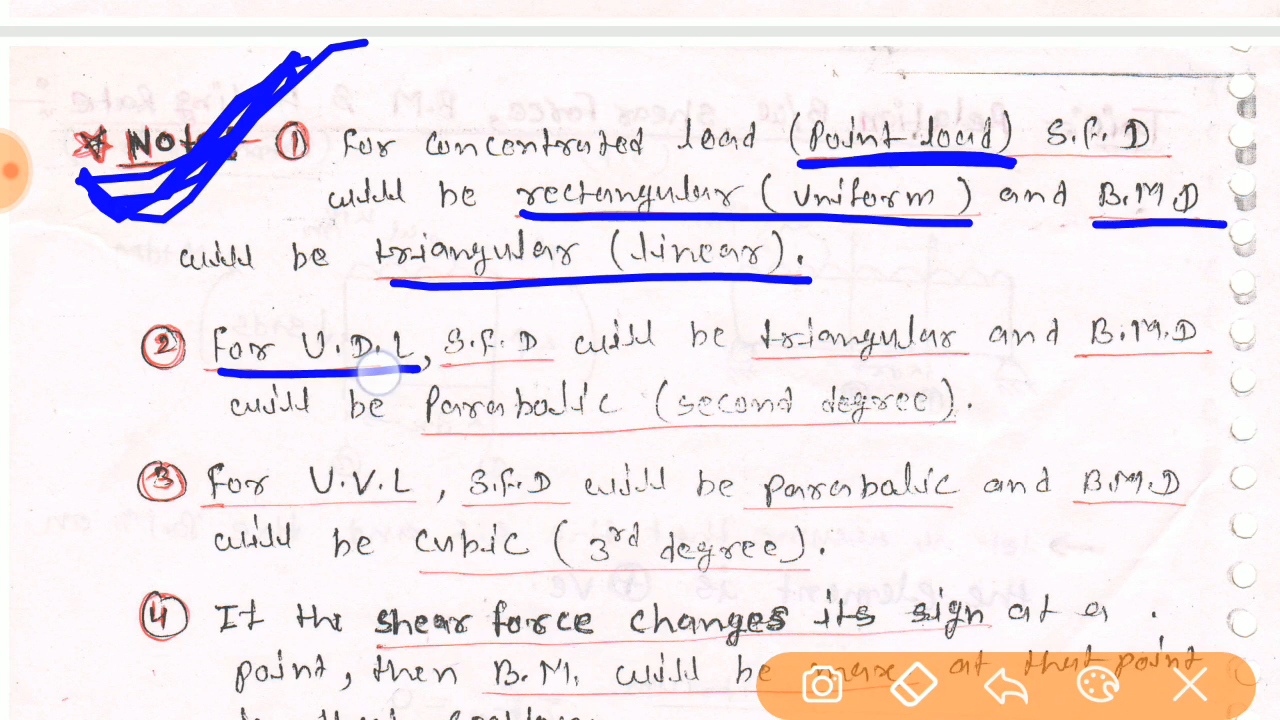 * Note ① For concentrated load (Point load) S.F.D
will be rectangular (Uniform) and B.M.D
will be triangular (linear).
② For U.D.L, S.F.D will be triangular and B.M.D
will be Parabolic (second degree).
③ For U.V.L, S.F.D will be parabolic and B.M.D
will be cubic (3rd degree).
④ If the shear force changes its sign at a
point, then B.M. will be max at that point